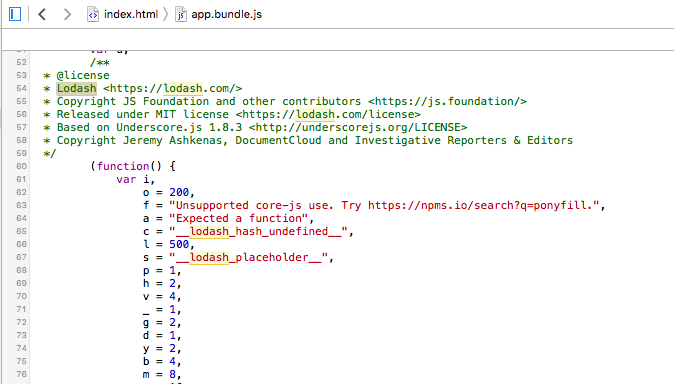 index.html 〉 app.bundle.js
52 /**
53 * @license
54 * Lodash <https://lodash.com/>
55 * Copyright JS Foundation and other contributors <https://js.foundation/>
56 * Released under MIT license <https://lodash.com/license>
57 * Based on Underscore.js 1.8.3 <http://underscorejs.org/LICENSE>
58 * Copyright Jeremy Ashkenas, DocumentCloud and Investigative Reporters & Editors
59 */
60 (function() {
61 var i,
62 o = 200,
63 f = "Unsupported core-js use. Try https://npms.io/search?q=ponyfill.",
64 a = "Expected a function",
65 c = "__lodash_hash_undefined__",
66 l = 500,
67 s = "__lodash_placeholder__",
68 p = 1,
69 h = 2,
70 v = 4,
71 _ = 1,
72 g = 2,
73 d = 1,
74 y = 2,
75 b = 4,
76 m = 8,